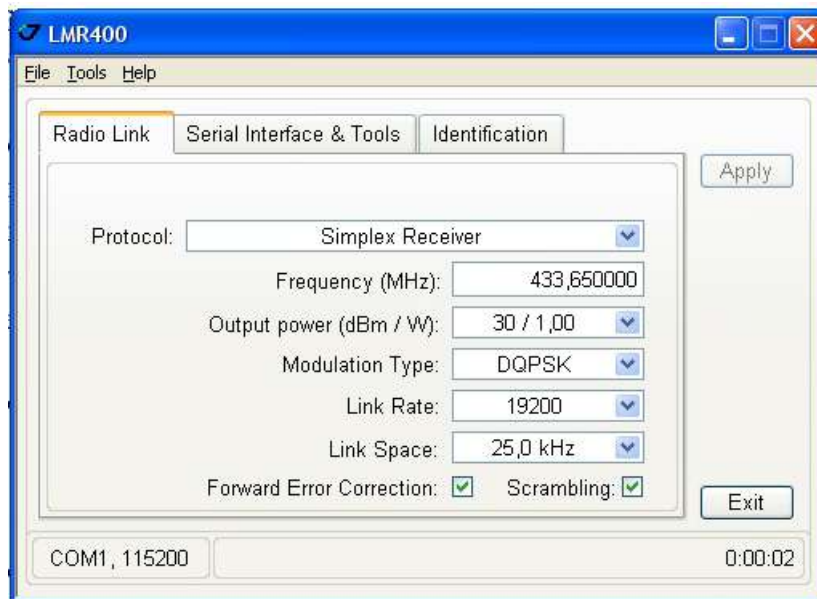 LMR400
File Tools Help
Radio Link Serial Interface & Tools Identification
Apply
Protocol: Simplex Receiver
Frequency (MHz): 433,650000
Output power (dBm / W): 30 / 1,00
Modulation Type: DQPSK
Link Rate: 19200
Link Space: 25,0 kHz
Forward Error Correction: Scrambling:
Exit
COM1, 115200 0:00:02